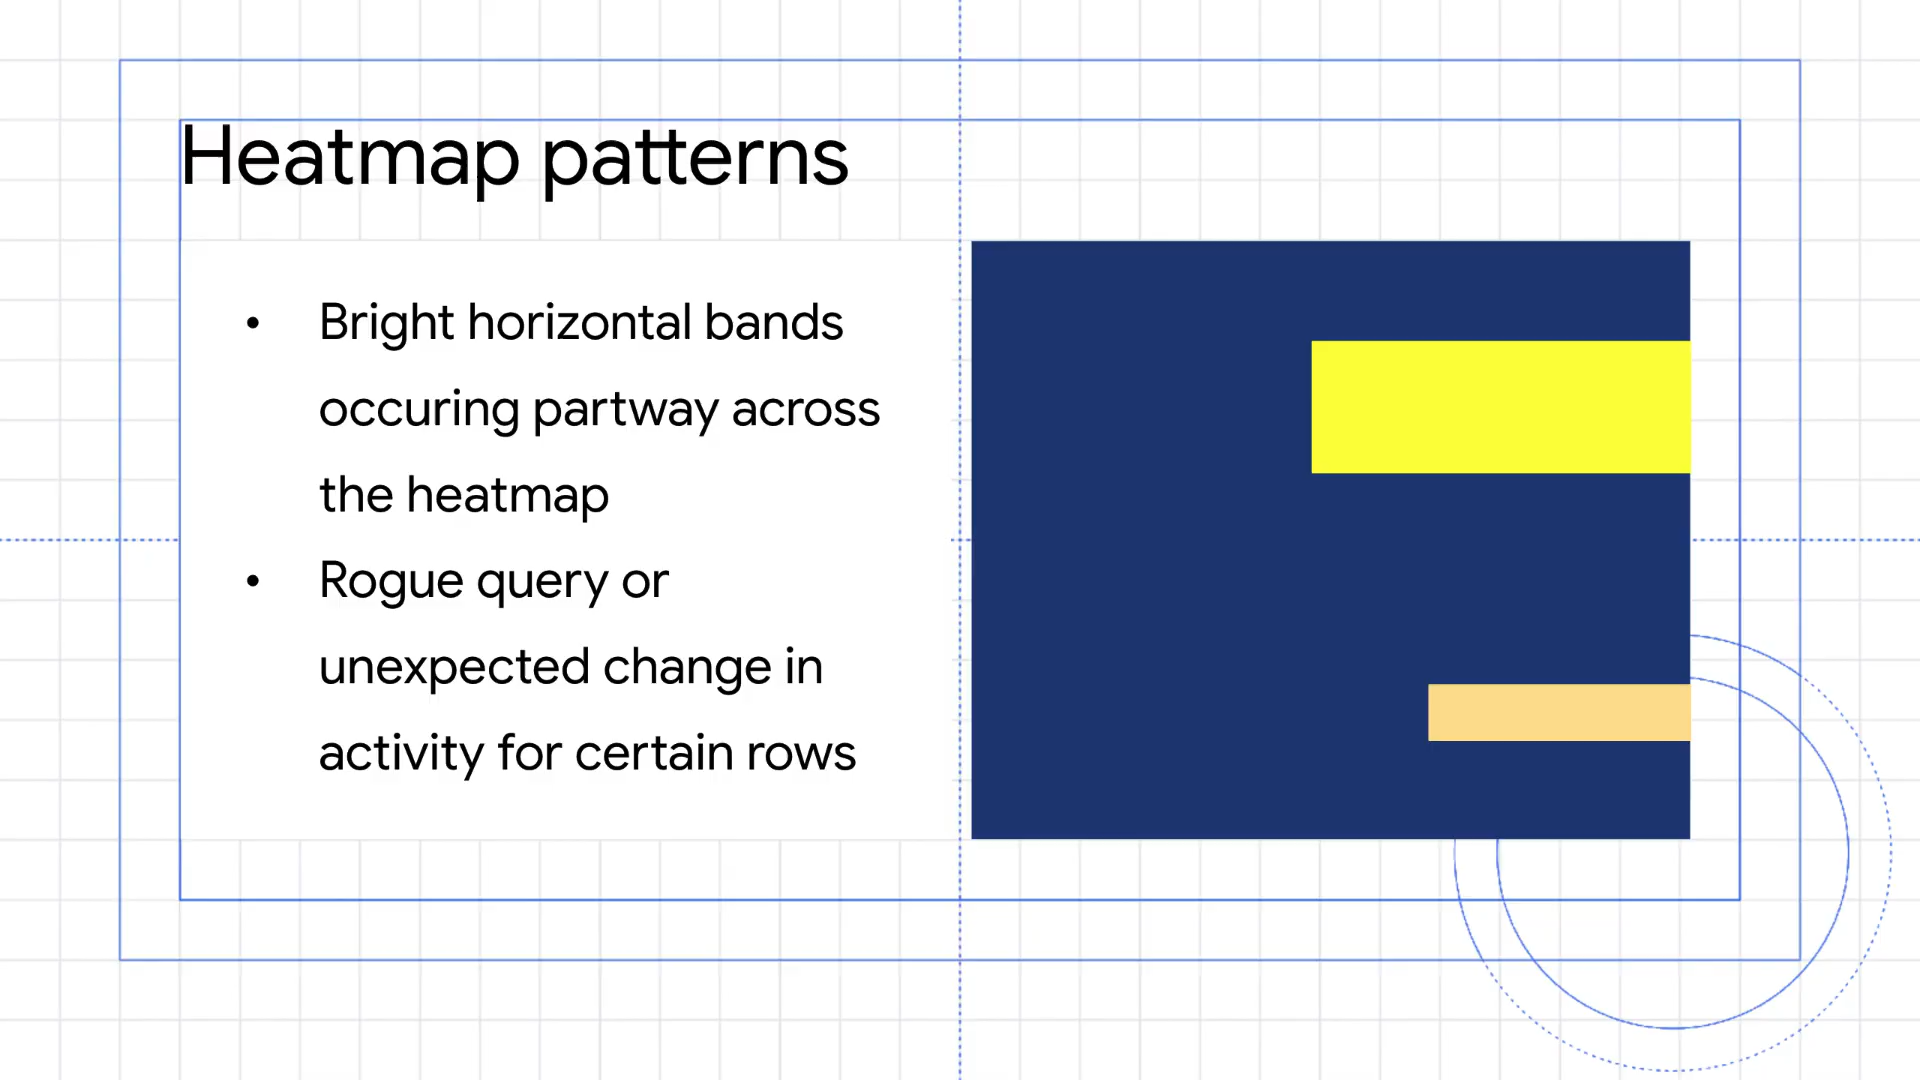 Heatmap patterns
• Bright horizontal bands
occuring partway across
the heatmap
• Rogue query or
unexpected change in
activity for certain rows